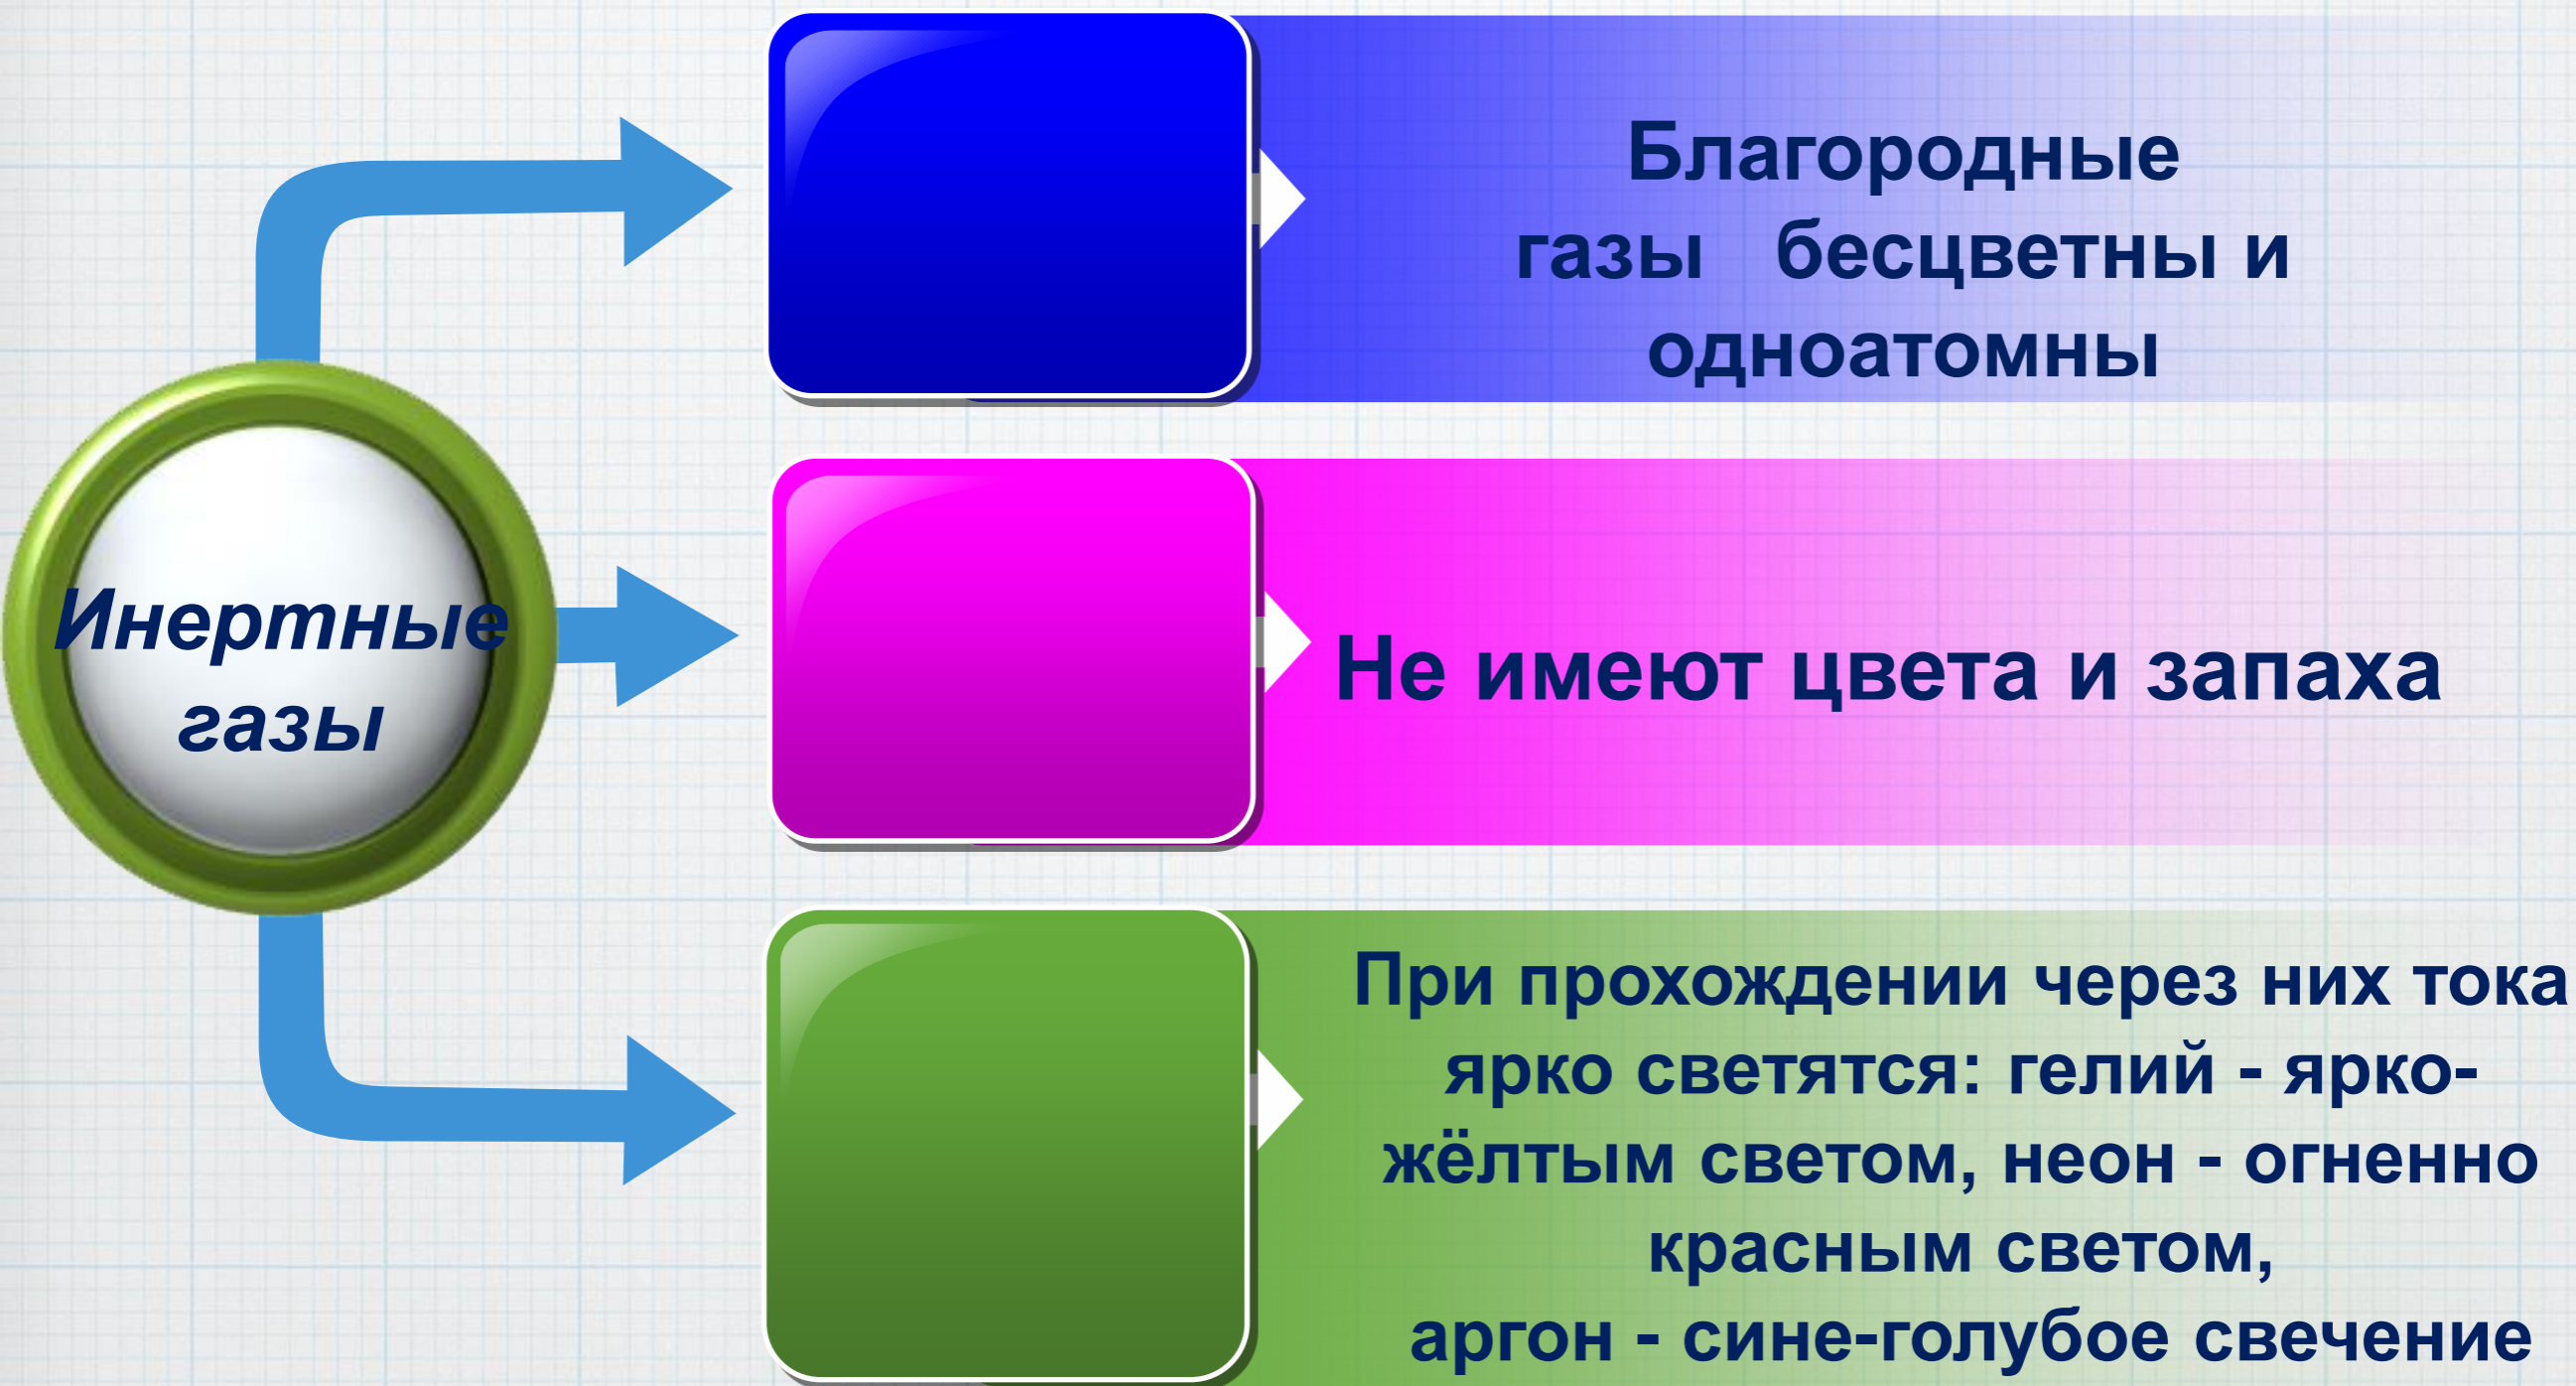 Инертные
газы
Благородные
газы   бесцветны и
одноатомны
Не имеют цвета и запаха
При прохождении через них тока
ярко светятся: гелий - ярко-
жёлтым светом, неон - огненно
красным светом,
аргон - сине-голубое свечение